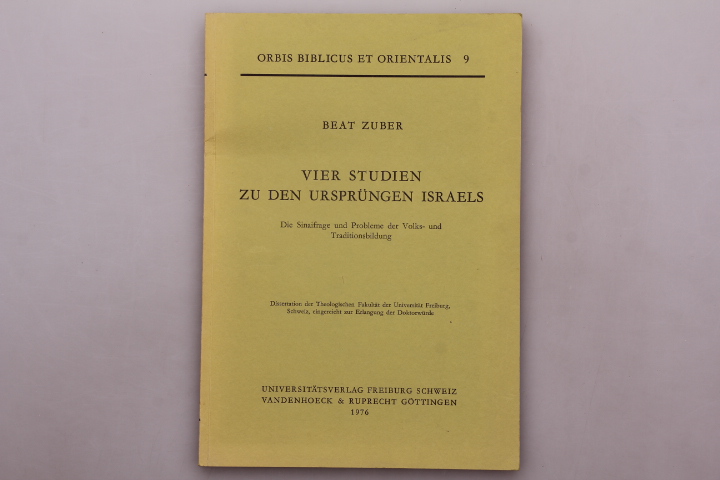 ORBIS BIBLICUS ET ORIENTALIS 9
BEAT ZUBER
VIER STUDIEN
ZU DEN URSPRÜNGEN ISRAELS
Die Sinaifrage und Probleme der Volks- und
Traditionsbildung
Dissertation der Theologischen Fakultät der Universität Freiburg,
Schweiz, eingereicht zur Erlangung der Doktorwürde
UNIVERSITÄTSVERLAG FREIBURG SCHWEIZ
VANDENHOECK & RUPRECHT GÖTTINGEN
1976